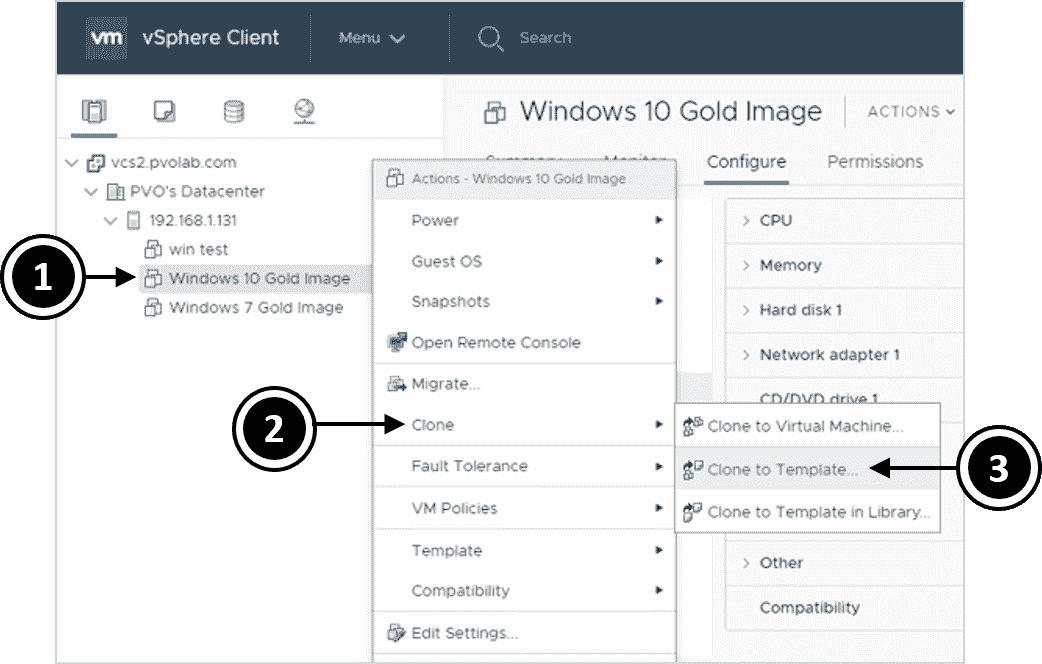 vm vSphere Client Menu Search
Windows 10 Gold Image ACTIONS
Summary Monitor Configure Permissions
vcs2.pvolab.com
PVO's Datacenter
192.168.1.131
win test
Windows 10 Gold Image
Windows 7 Gold Image
1
Actions - Windows 10 Gold Image
Power
Guest OS
Snapshots
Open Remote Console
Migrate...
2
Clone
Fault Tolerance
VM Policies
Template
Compatibility
Edit Settings...
Clone to Virtual Machine...
Clone to Template...
3
Clone to Template in Library...
CPU
Memory
Hard disk 1
Network adapter 1
CD/DVD drive 1
Other
Compatibility